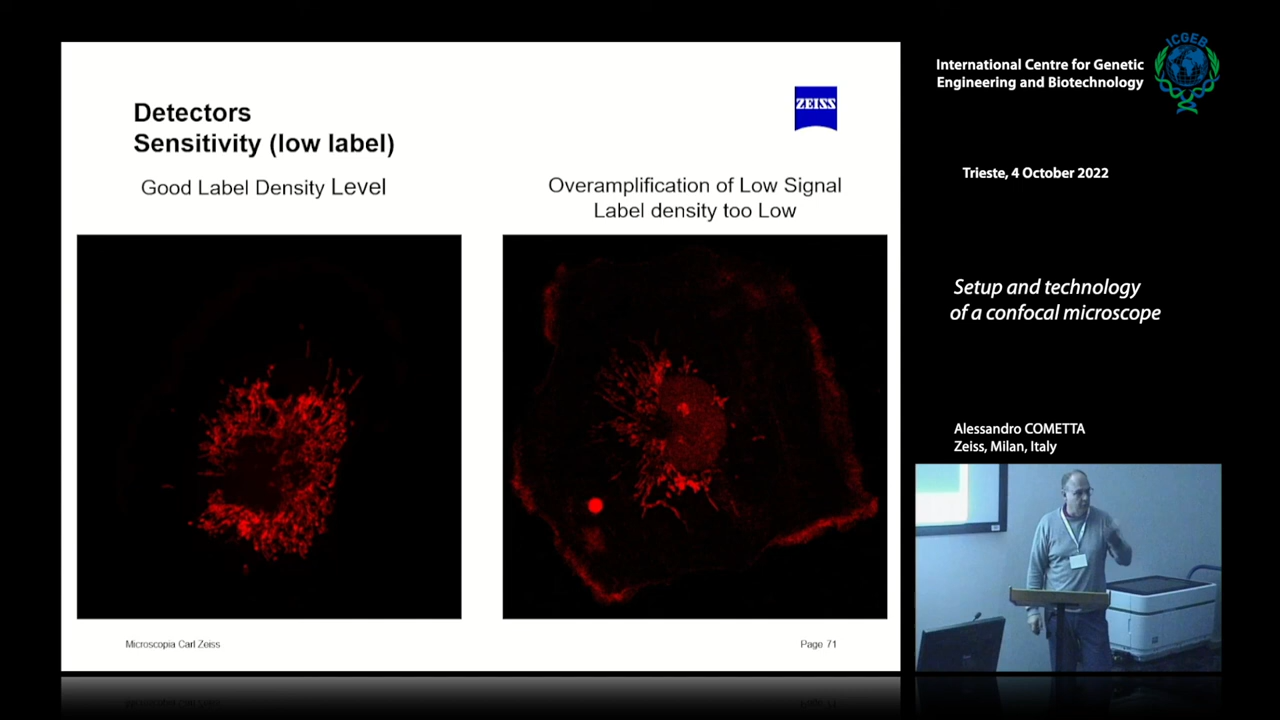 Detectors
Sensitivity (low label)
ZEISS
Good Label Density Level
Overamplification of Low Signal
Label density too Low
Microscopia Carl Zeiss
Page 71
International Centre for Genetic
Engineering and Biotechnology
ICGEB
Trieste, 4 October 2022
Setup and technology
of a confocal microscope
Alessandro COMETTA
Zeiss, Milan, Italy